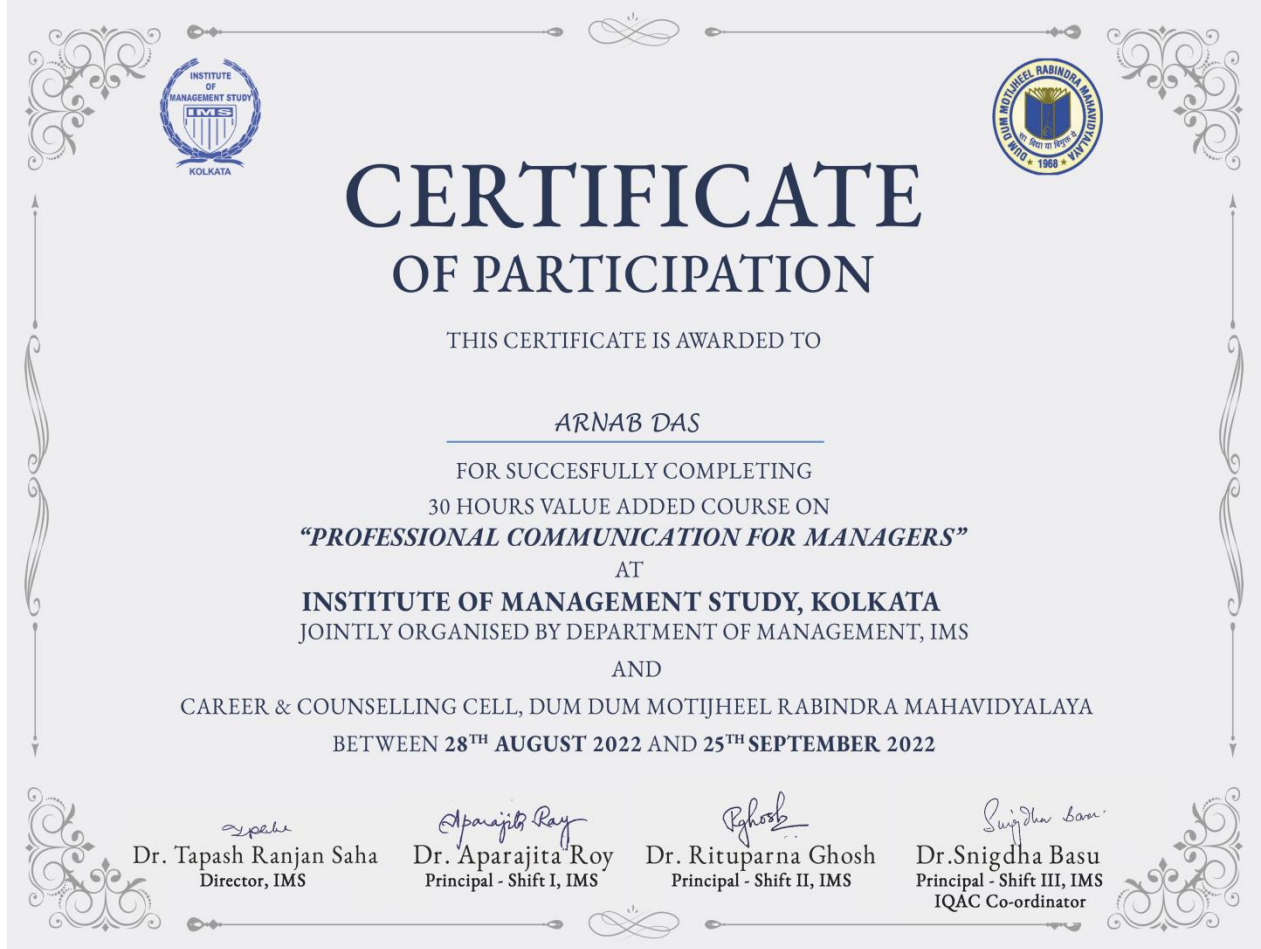 INSTITUTE
OF
MANAGEMENT STUDY
IMS
KOLKATA
DUM DUM MOTIJHEEL RABINDRA MAHAVIDYALAYA
सा विद्या या विमुक्तये
★ 1968 ★
CERTIFICATE
OF PARTICIPATION
THIS CERTIFICATE IS AWARDED TO
ARNAB DAS
FOR SUCCESFULLY COMPLETING
30 HOURS VALUE ADDED COURSE ON
“PROFESSIONAL COMMUNICATION FOR MANAGERS”
AT
INSTITUTE OF MANAGEMENT STUDY, KOLKATA
JOINTLY ORGANISED BY DEPARTMENT OF MANAGEMENT, IMS
AND
CAREER & COUNSELLING CELL, DUM DUM MOTIJHEEL RABINDRA MAHAVIDYALAYA
BETWEEN 28TH AUGUST 2022 AND 25TH SEPTEMBER 2022
Aparajita Ray
RGhosh
Snigdha Basu
Dr. Tapash Ranjan Saha
Director, IMS
Dr. Aparajita Roy
Principal - Shift I, IMS
Dr. Rituparna Ghosh
Principal - Shift II, IMS
Dr.Snigdha Basu
Principal - Shift III, IMS
IQAC Co-ordinator